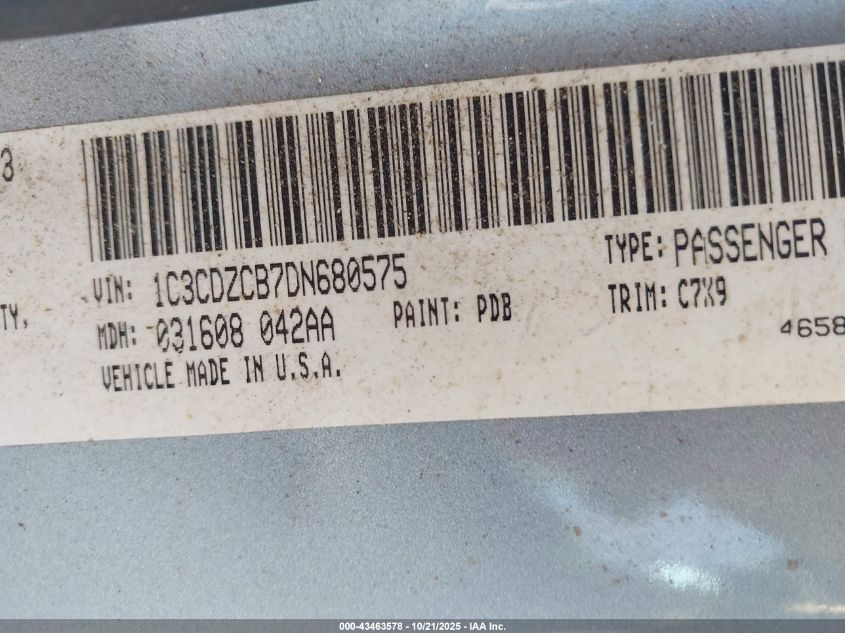 3
TY,
VIN: 1C3CDZCB7DN680575
TYPE: PASSENGER
MDH: 031608 042AA
PAINT: PDB
TRIM: C7X9
VEHICLE MADE IN U.S.A.
4658
000-43463578 - 10/21/2025 - IAA Inc.